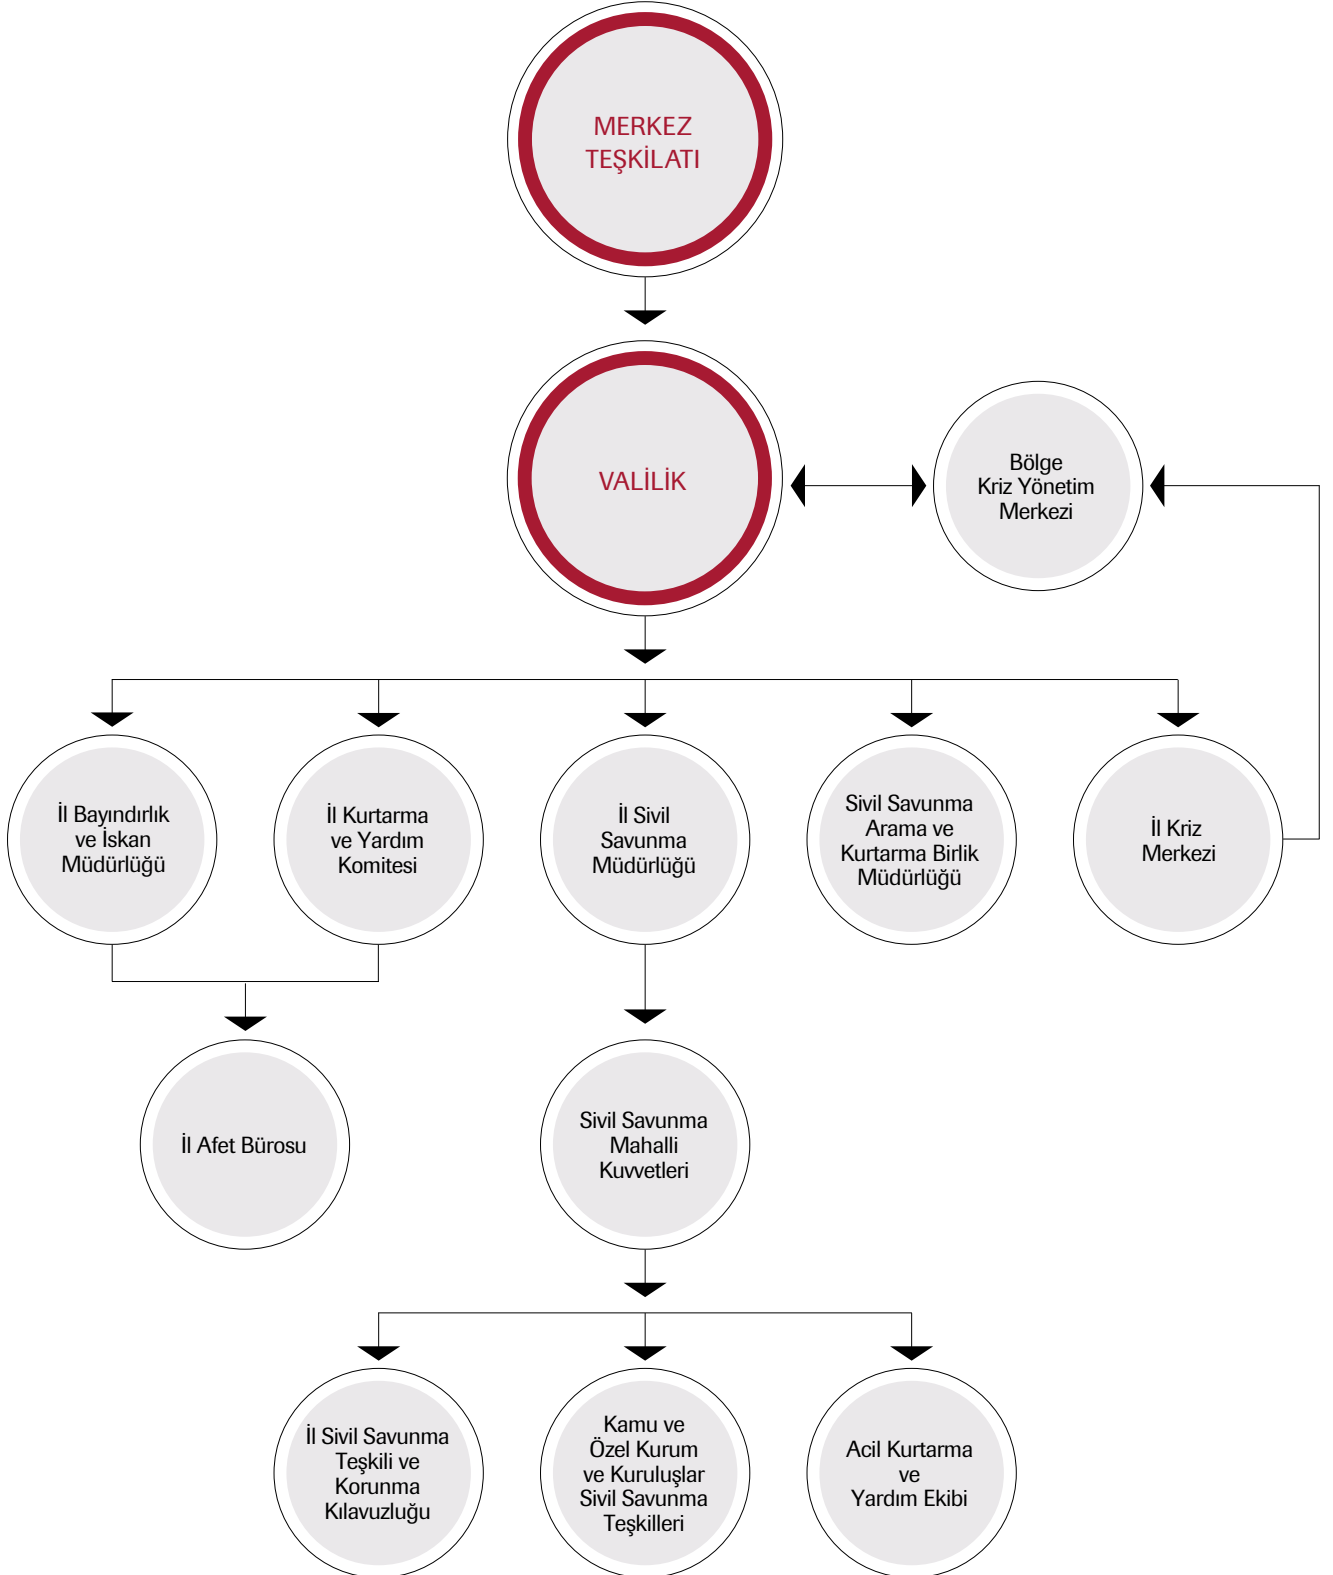 MERKEZ
TEŞKİLATI
VALİLİK
Bölge
Kriz Yönetim
Merkezi
İl Bayındırlık
ve İskan
Müdürlüğü
İl Kurtarma
ve Yardım
Komitesi
İl Sivil
Savunma
Müdürlüğü
Sivil Savunma
Arama ve
Kurtarma Birlik
Müdürlüğü
İl Kriz
Merkezi
İl Afet Bürosu
Sivil Savunma
Mahalli
Kuvvetleri
İl Sivil Savunma
Teşkili ve
Korunma
Kılavuzluğu
Kamu ve
Özel Kurum
ve Kuruluşlar
Sivil Savunma
Teşkilleri
Acil Kurtarma
ve
Yardım Ekibi